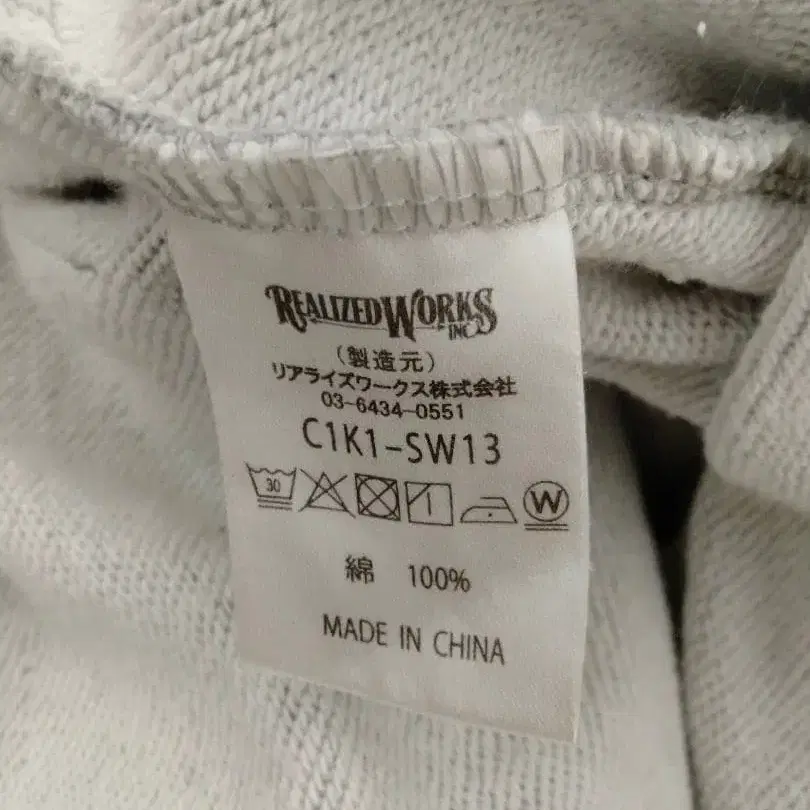 REALIZED WORKS
INC
(製造元)
リアライズワークス株式会社
03-6434-0551
C1K1-SW13
30
W
綿 100%
MADE IN CHINA